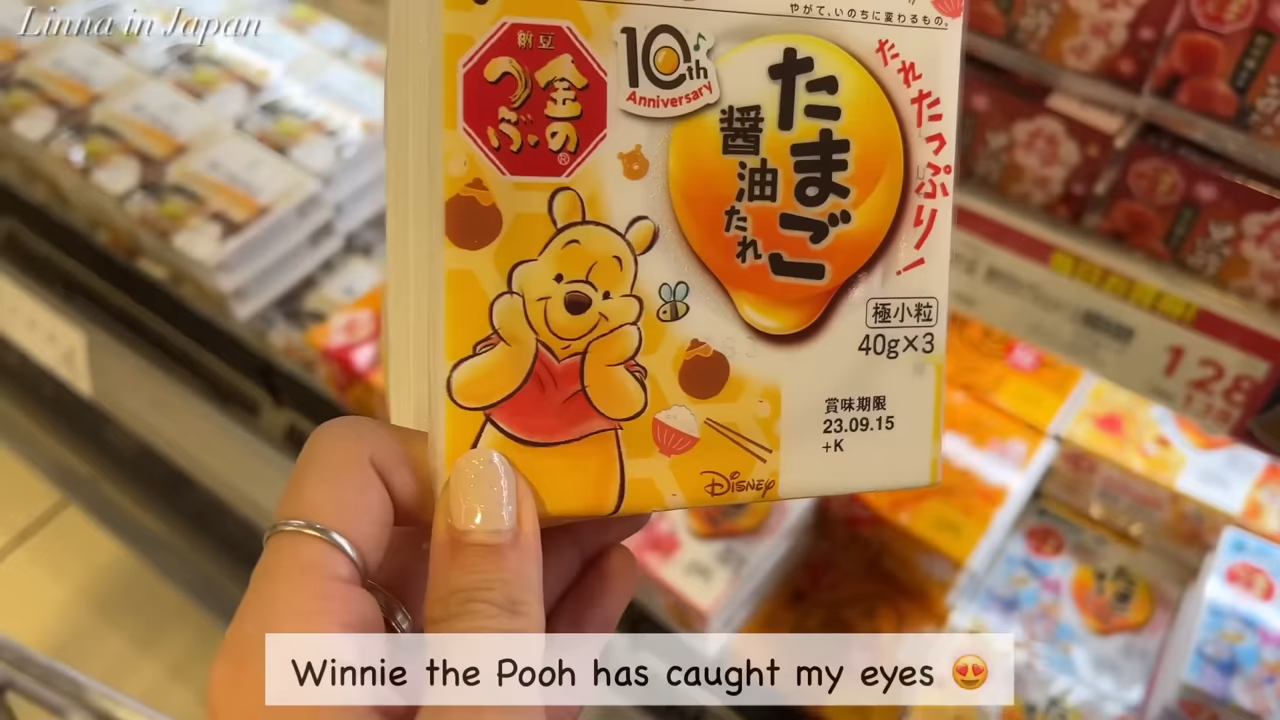 Linna in Japan
やがて、いのちに変わるもの。
納豆
金の
つぶ®
10th
Anniversary
たまご
醤油
たれ
たれたっぷり!
極小粒
40g×3
賞味期限
23.09.15
+K
Disney
128
Winnie the Pooh has caught my eyes 😍